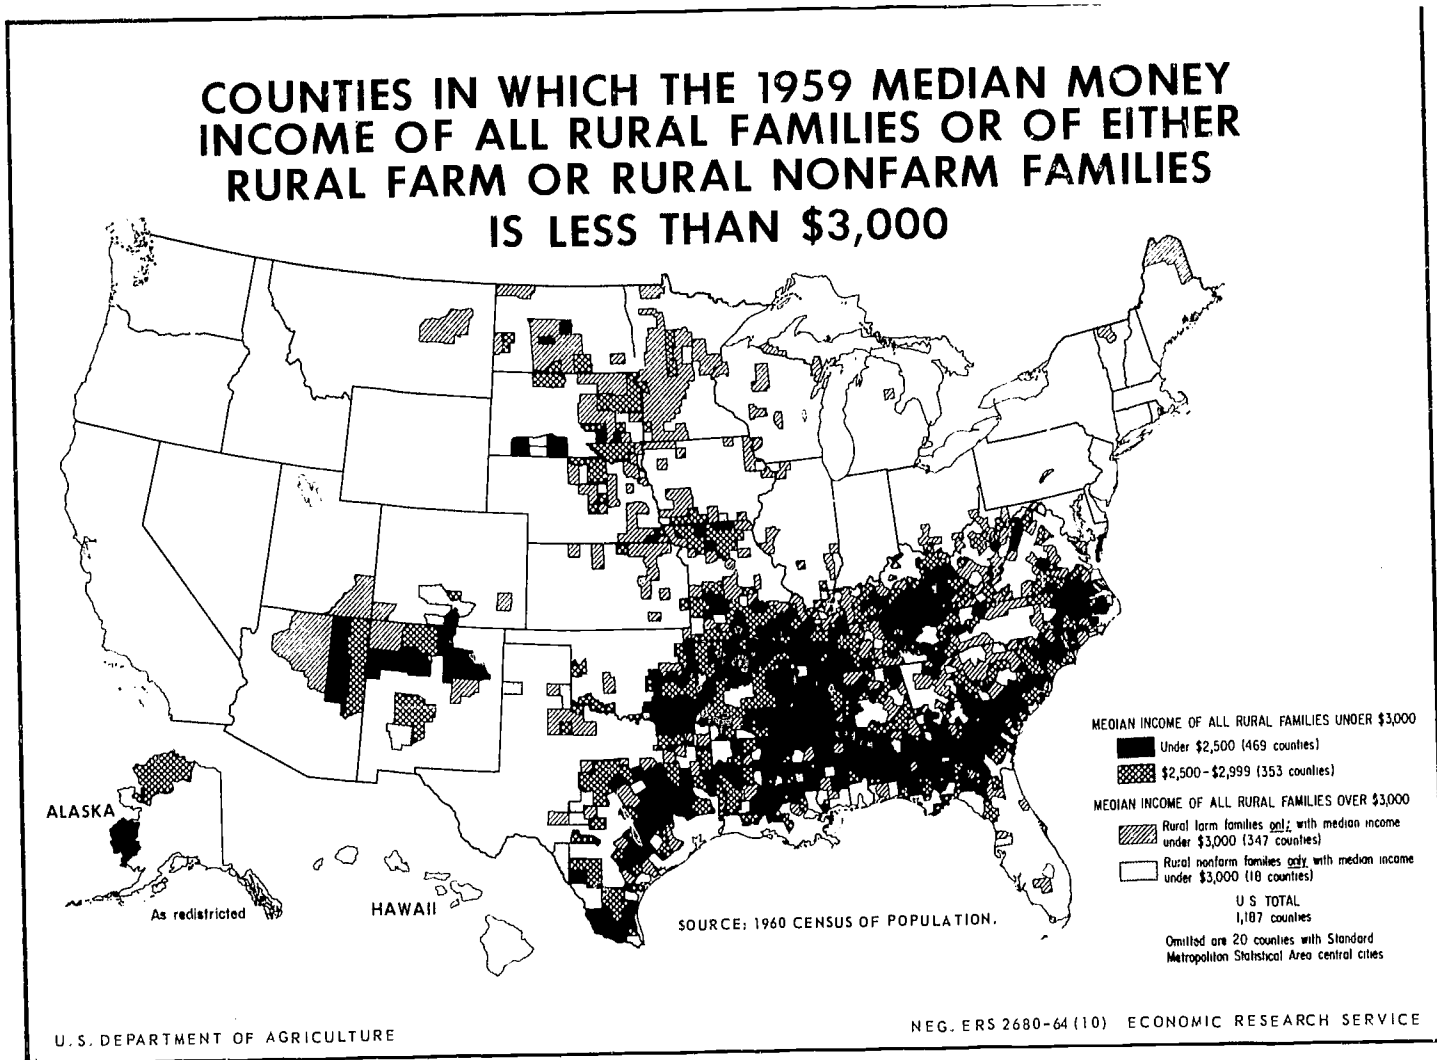 COUNTIES IN WHICH THE 1959 MEDIAN MONEY
INCOME OF ALL RURAL FAMILIES OR OF EITHER
RURAL FARM OR RURAL NONFARM FAMILIES
IS LESS THAN $3,000
MEDIAN INCOME OF ALL RURAL FAMILIES UNDER $3,000
Under $2,500 (469 counties)
$2,500-$2,999 (353 counties)
MEDIAN INCOME OF ALL RURAL FAMILIES OVER $3,000
Rural farm families only with median income
under $3,000 (347 counties)
Rural nonfarm families only with median income
under $3,000 (18 counties)
U S TOTAL
1,187 counties
Omitted are 20 counties with Standard
Metropolitan Statistical Area central cities
ALASKA
As redistricted
HAWAII
SOURCE: 1960 CENSUS OF POPULATION.
U.S. DEPARTMENT OF AGRICULTURE
NEG. ERS 2680-64 (10) ECONOMIC RESEARCH SERVICE